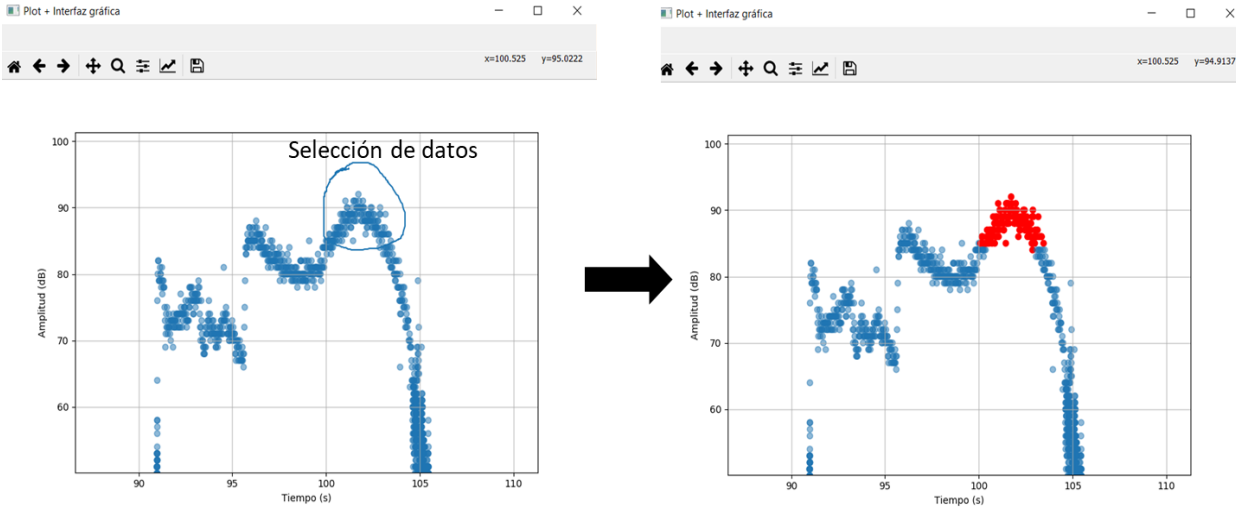 Plot + Interfaz gráfica
x=100.525 y=95.0222
Selección de datos
100
90
80
70
60
Amplitud (dB)
90 95 100 105 110
Tiempo (s)
Plot + Interfaz gráfica
x=100.525 y=94.9137
100
90
80
70
60
Amplitud (dB)
90 95 100 105 110
Tiempo (s)